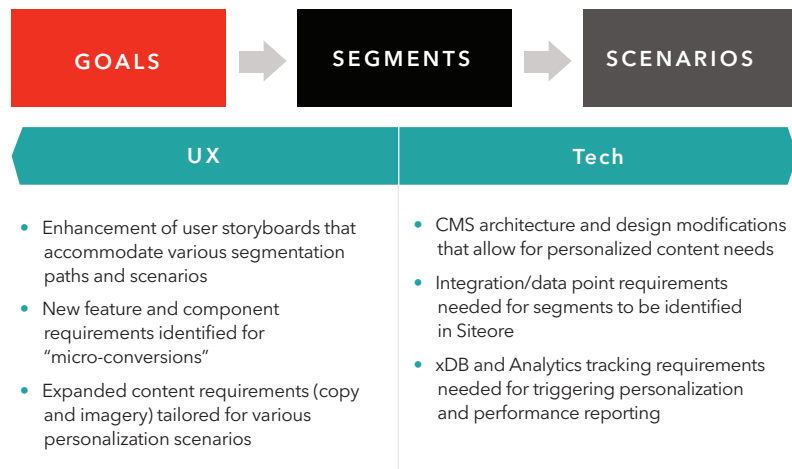 GOALS
SEGMENTS
SCENARIOS
UX
Tech
• Enhancement of user storyboards that
accommodate various segmentation
paths and scenarios
• New feature and component
requirements identified for
“micro-conversions”
• Expanded content requirements (copy
and imagery) tailored for various
personalization scenarios
• CMS architecture and design modifications
that allow for personalized content needs
• Integration/data point requirements
needed for segments to be identified
in Siteore
• xDB and Analytics tracking requirements
needed for triggering personalization
and performance reporting